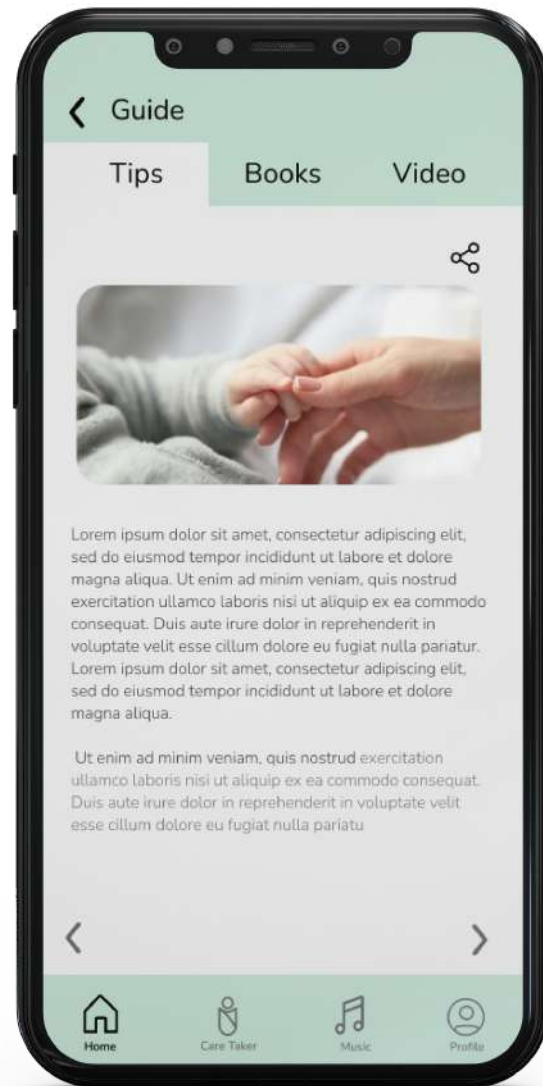 Guide
Tips Books Video
Lorem ipsum dolor sit amet, consectetur adipiscing elit,
sed do eiusmod tempor incididunt ut labore et dolore
magna aliqua. Ut enim ad minim veniam, quis nostrud
exercitation ullamco laboris nisi ut aliquip ex ea commodo
consequat. Duis aute irure dolor in reprehenderit in
voluptate velit esse cillum dolore eu fugiat nulla pariatur.
Lorem ipsum dolor sit amet, consectetur adipiscing elit,
sed do eiusmod tempor incididunt ut labore et dolore
magna aliqua.
Ut enim ad minim veniam, quis nostrud exercitation
ullamco laboris nisi ut aliquip ex ea commodo consequat.
Duis aute irure dolor in reprehenderit in voluptate velit
esse cillum dolore eu fugiat nulla pariatu
Home Care Taker Music Profile